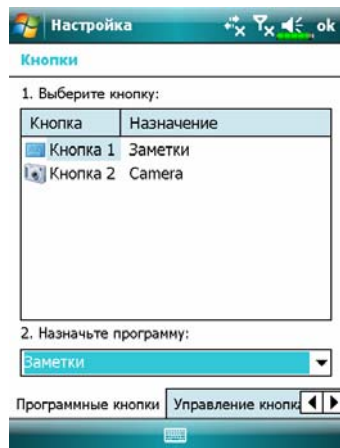 Настройка ok
Кнопки
1. Выберите кнопку:
Кнопка Назначение
Кнопка 1 Заметки
Кнопка 2 Camera
2. Назначьте программу:
Заметки
Программные кнопки Управление кнопка